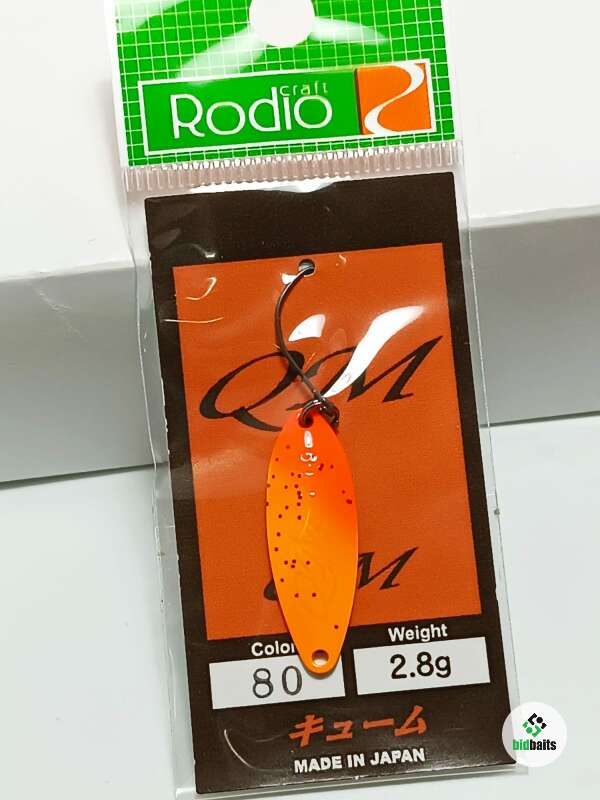 craft
Rodio
QM
QM
Color
Weight
80
2.8g
キューム
MADE IN JAPAN
bidbaits